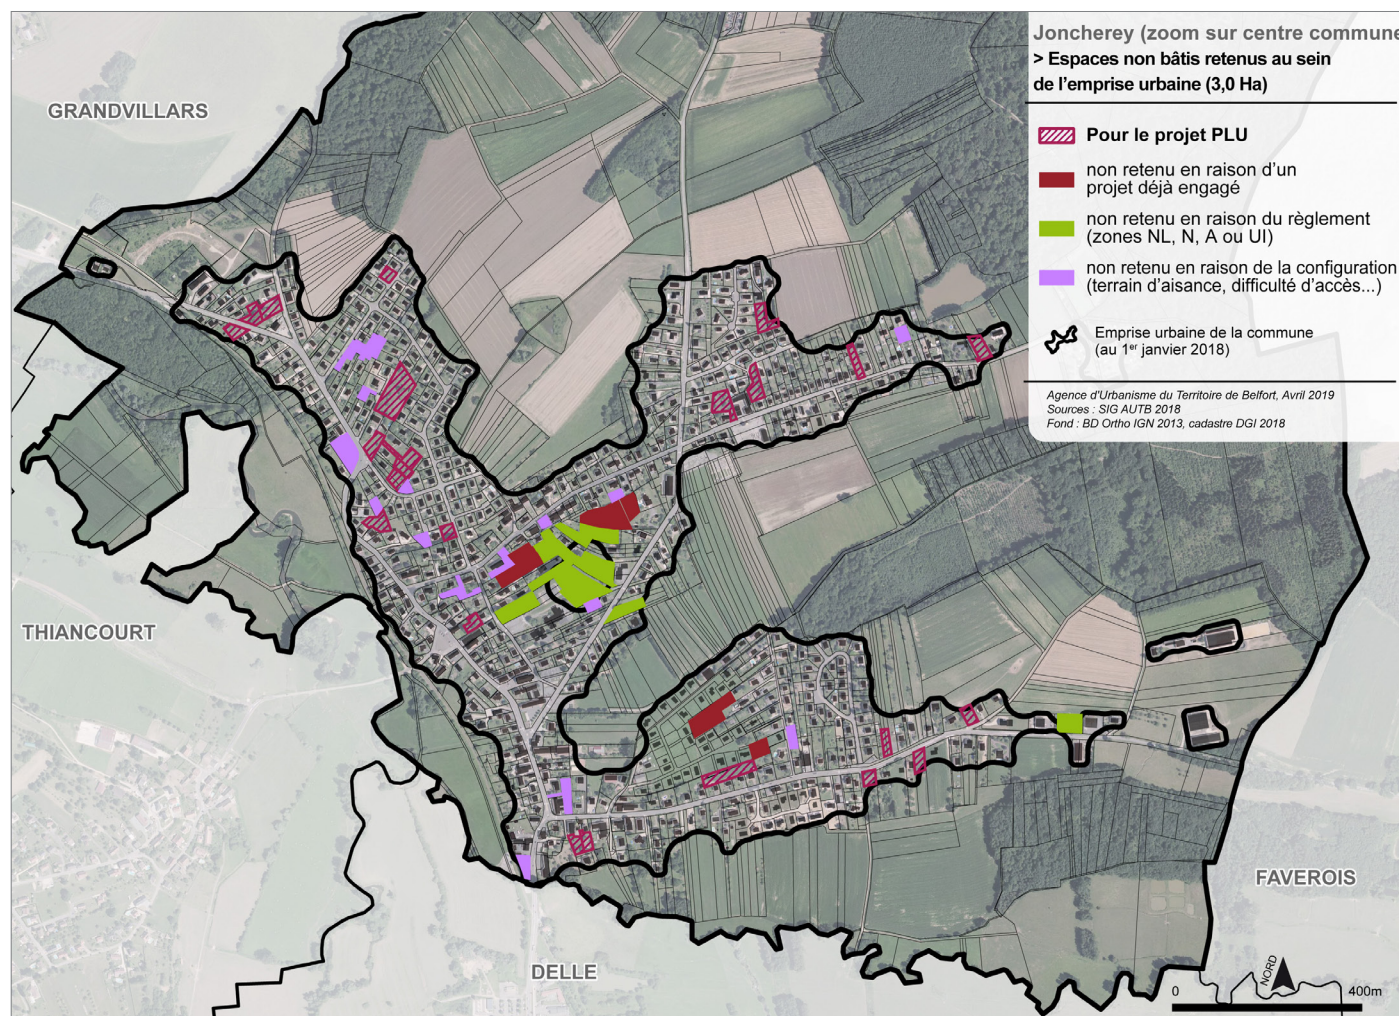 Joncherey (zoom sur centre commune
> Espaces non bâtis retenus au sein
de l'emprise urbaine (3,0 Ha)
Pour le projet PLU
non retenu en raison d'un
projet déjà engagé
non retenu en raison du règlement
(zones NL, N, A ou UI)
non retenu en raison de la configuration
(terrain d'aisance, difficulté d'accès...)
Emprise urbaine de la commune
(au 1er janvier 2018)
Agence d'Urbanisme du Territoire de Belfort, Avril 2019
Sources : SIG AUTB 2018
Fond : BD Ortho IGN 2013, cadastre DGI 2018
GRANDVILLARS
THIANCOURT
FAVEROIS
DELLE
NORD
0 400m